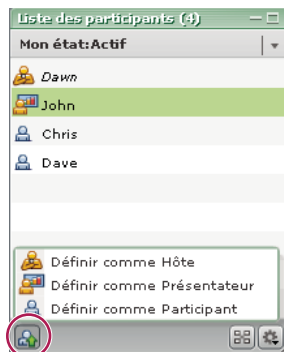 Liste des participants (4)
Mon état:Actif
Dawn
John
Chris
Dave
Définir comme Hôte
Définir comme Présentateur
Définir comme Participant